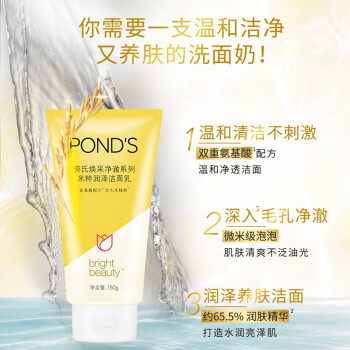 你需要一支温和洁净
又养肤的洗面奶！
POND'S
旁氏焕采净澈系列
米粹润泽洁面乳
bright
beauty™
净含量：150g
1 温和清洁不刺激
双重氨基酸¹配方
温和净透洁面
2 深入³毛孔净澈
微米级泡泡
肌肤清爽不泛油光
3 润泽养肤洁面
约65.5% 润肤精华²
打造水润亮泽肌